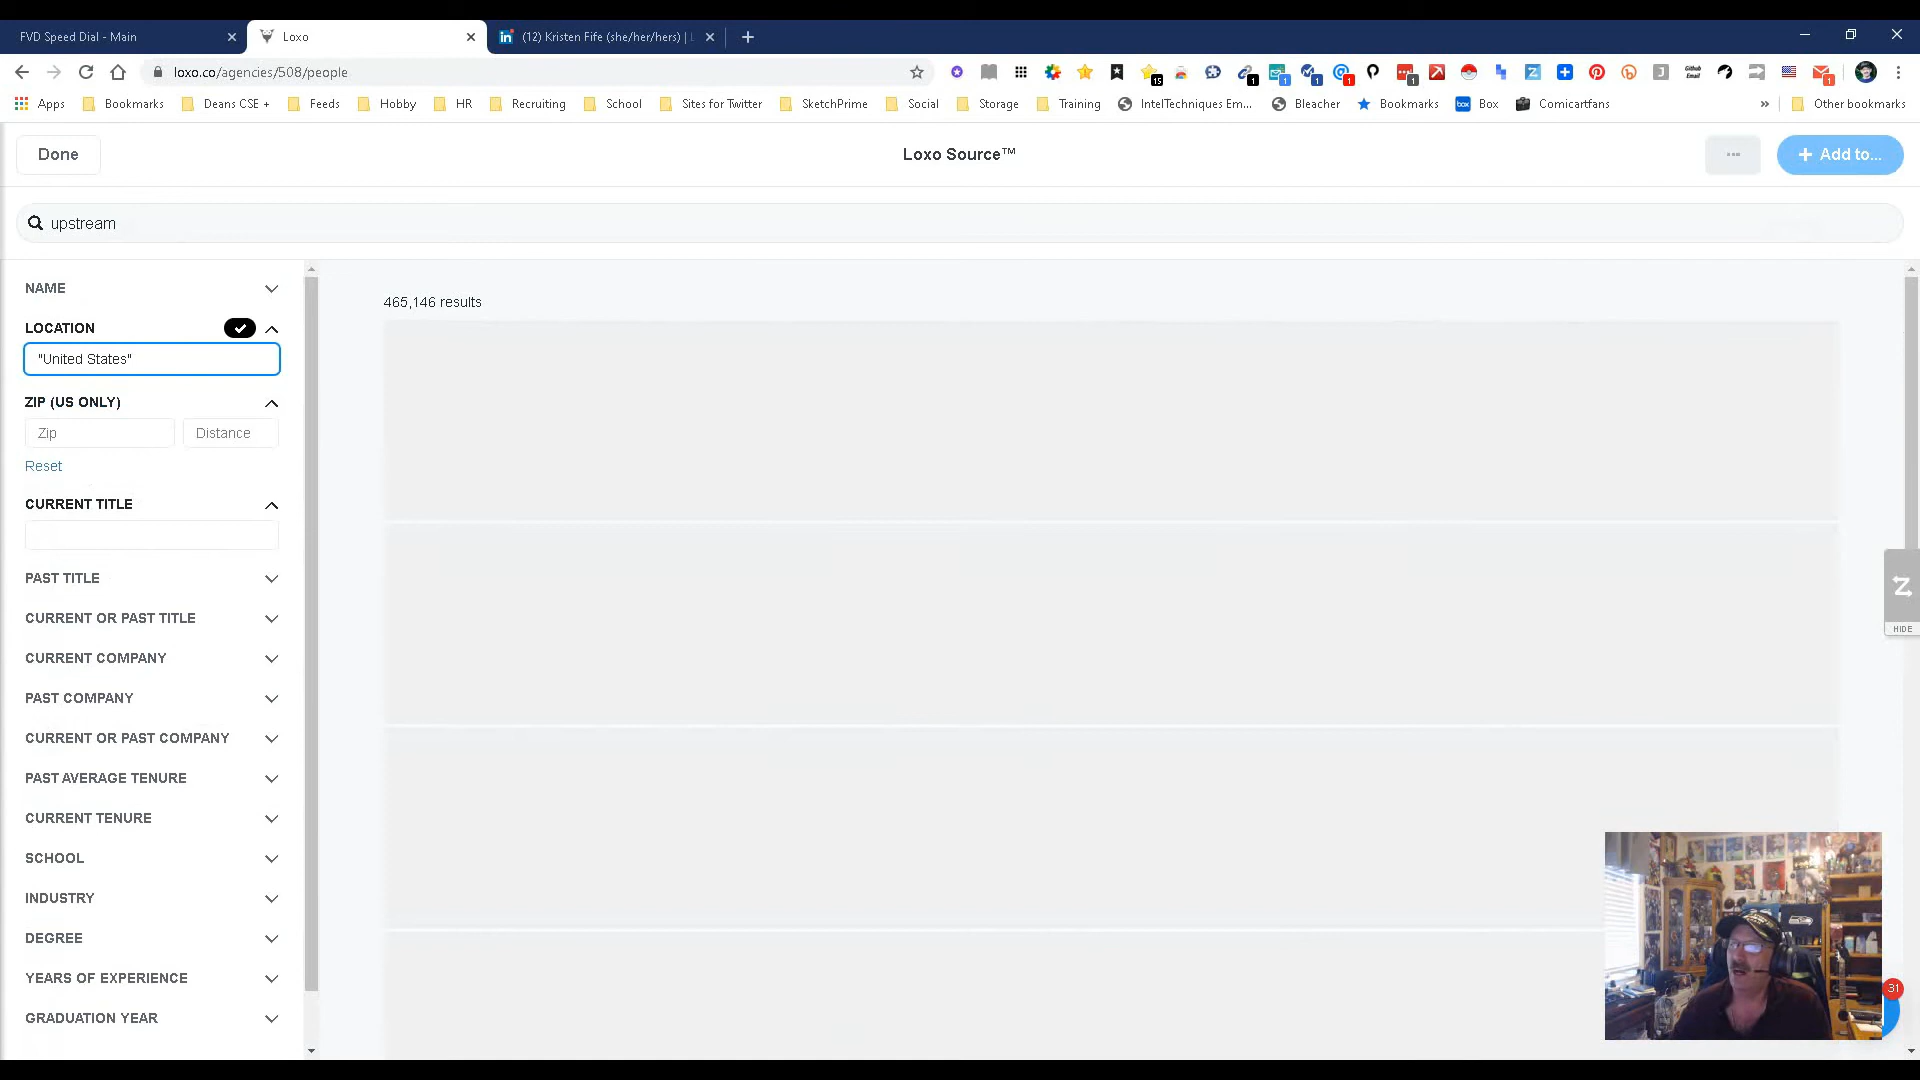 FVD Speed Dial - Main
Loxo
(12) Kristen Fife (she/her/hers) | L
loxo.co/agencies/508/people
Apps
Bookmarks
Deans CSE +
Feeds
Hobby
HR
Recruiting
School
Sites for Twitter
SketchPrime
Social
Storage
Training
IntelTechniques Em...
Bleacher
Bookmarks
box
Box
Comicartfans
»
Other bookmarks
Done
Loxo Source™
...
+ Add to...
upstream
NAME
LOCATION
"United States"
ZIP (US ONLY)
Zip
Distance
Reset
CURRENT TITLE
PAST TITLE
CURRENT OR PAST TITLE
CURRENT COMPANY
PAST COMPANY
CURRENT OR PAST COMPANY
PAST AVERAGE TENURE
CURRENT TENURE
SCHOOL
INDUSTRY
DEGREE
YEARS OF EXPERIENCE
GRADUATION YEAR
465,146 results
HIDE
31